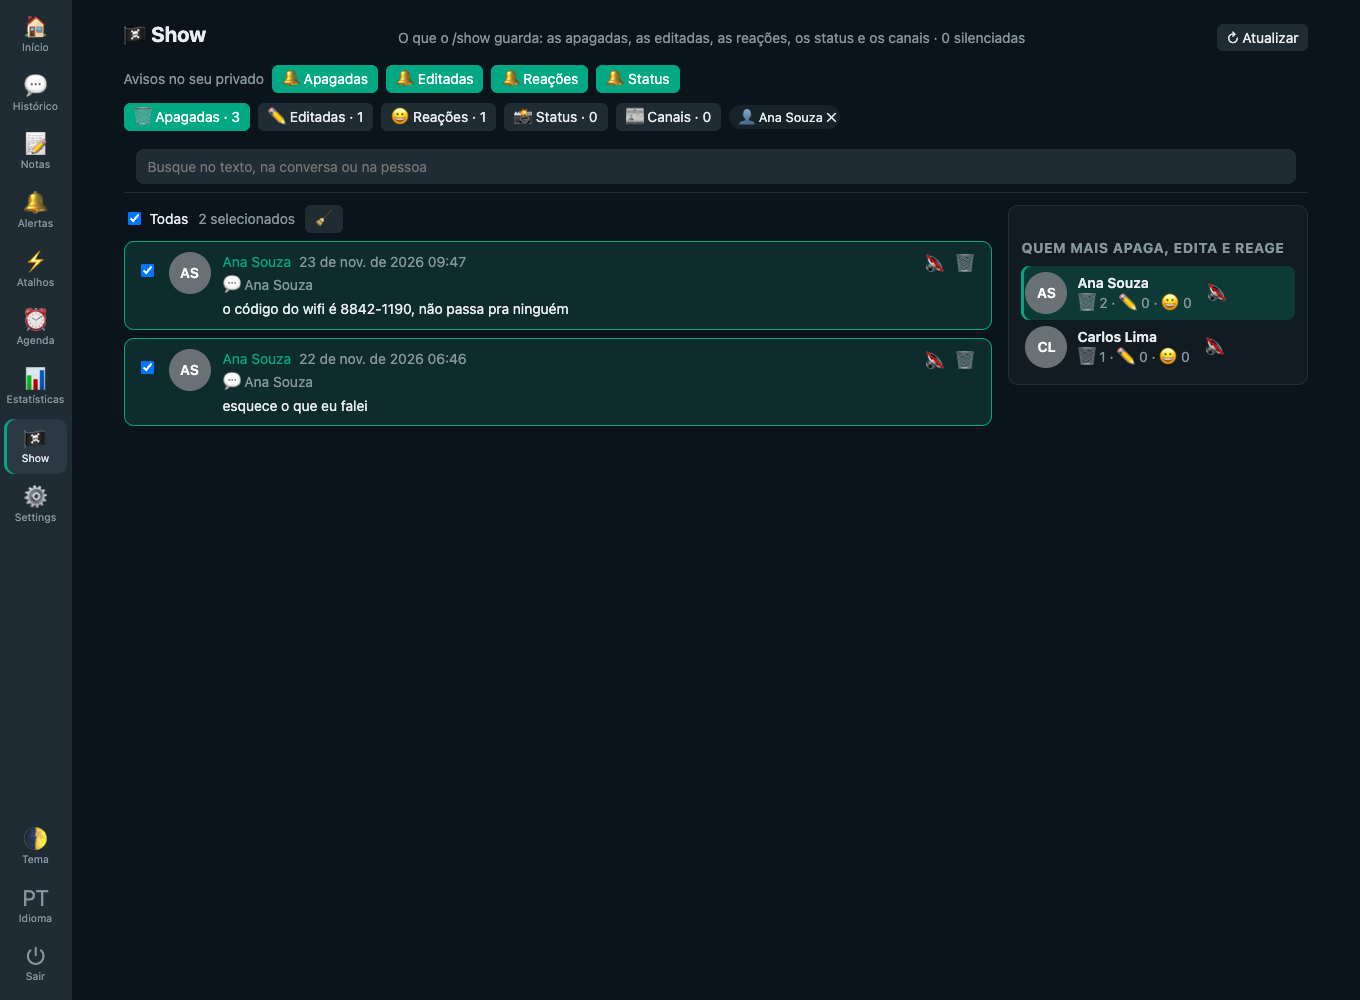 Início
Histórico
Notas
Alertas
Atalhos
Agenda
Estatísticas
Show
Settings
Tema
PT
Idioma
Sair
Show
O que o /show guarda: as apagadas, as editadas, as reações, os status e os canais · 0 silenciadas
Atualizar
Avisos no seu privado
Apagadas
Editadas
Reações
Status
Apagadas · 3
Editadas · 1
Reações · 1
Status · 0
Canais · 0
Ana Souza
Busque no texto, na conversa ou na pessoa
Todas
2 selecionados
AS
Ana Souza 23 de nov. de 2026 09:47
Ana Souza
o código do wifi é 8842-1190, não passa pra ninguém
AS
Ana Souza 22 de nov. de 2026 06:46
Ana Souza
esquece o que eu falei
QUEM MAIS APAGA, EDITA E REAGE
AS
Ana Souza
2 · 0 · 0
CL
Carlos Lima
1 · 0 · 0